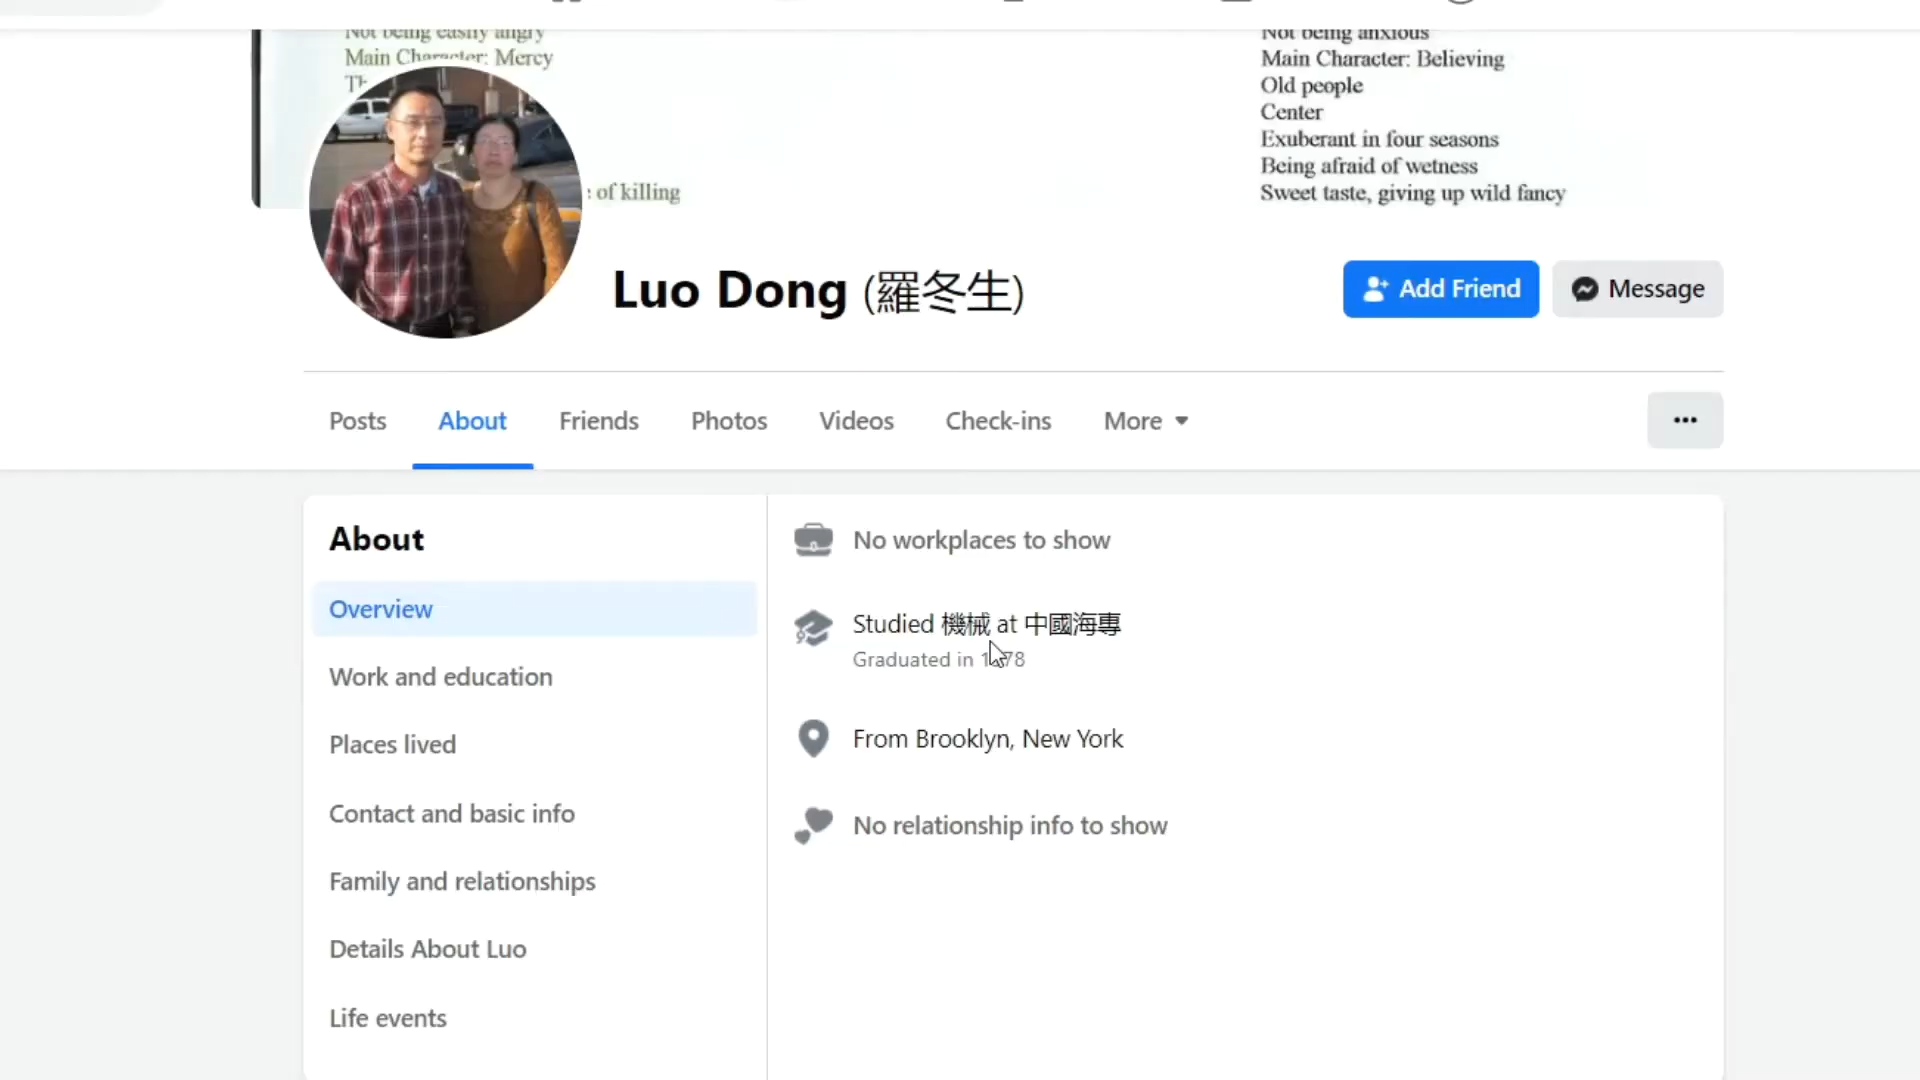 Not being easily angry
Main Character: Mercy
of killing
Not being anxious
Main Character: Believing
Old people
Center
Exuberant in four seasons
Being afraid of wetness
Sweet taste, giving up wild fancy
Luo Dong (羅冬生)
Add Friend
Message
Posts
About
Friends
Photos
Videos
Check-ins
More
About
Overview
Work and education
Places lived
Contact and basic info
Family and relationships
Details About Luo
Life events
No workplaces to show
Studied 機械 at 中國海專
Graduated in
From Brooklyn, New York
No relationship info to show